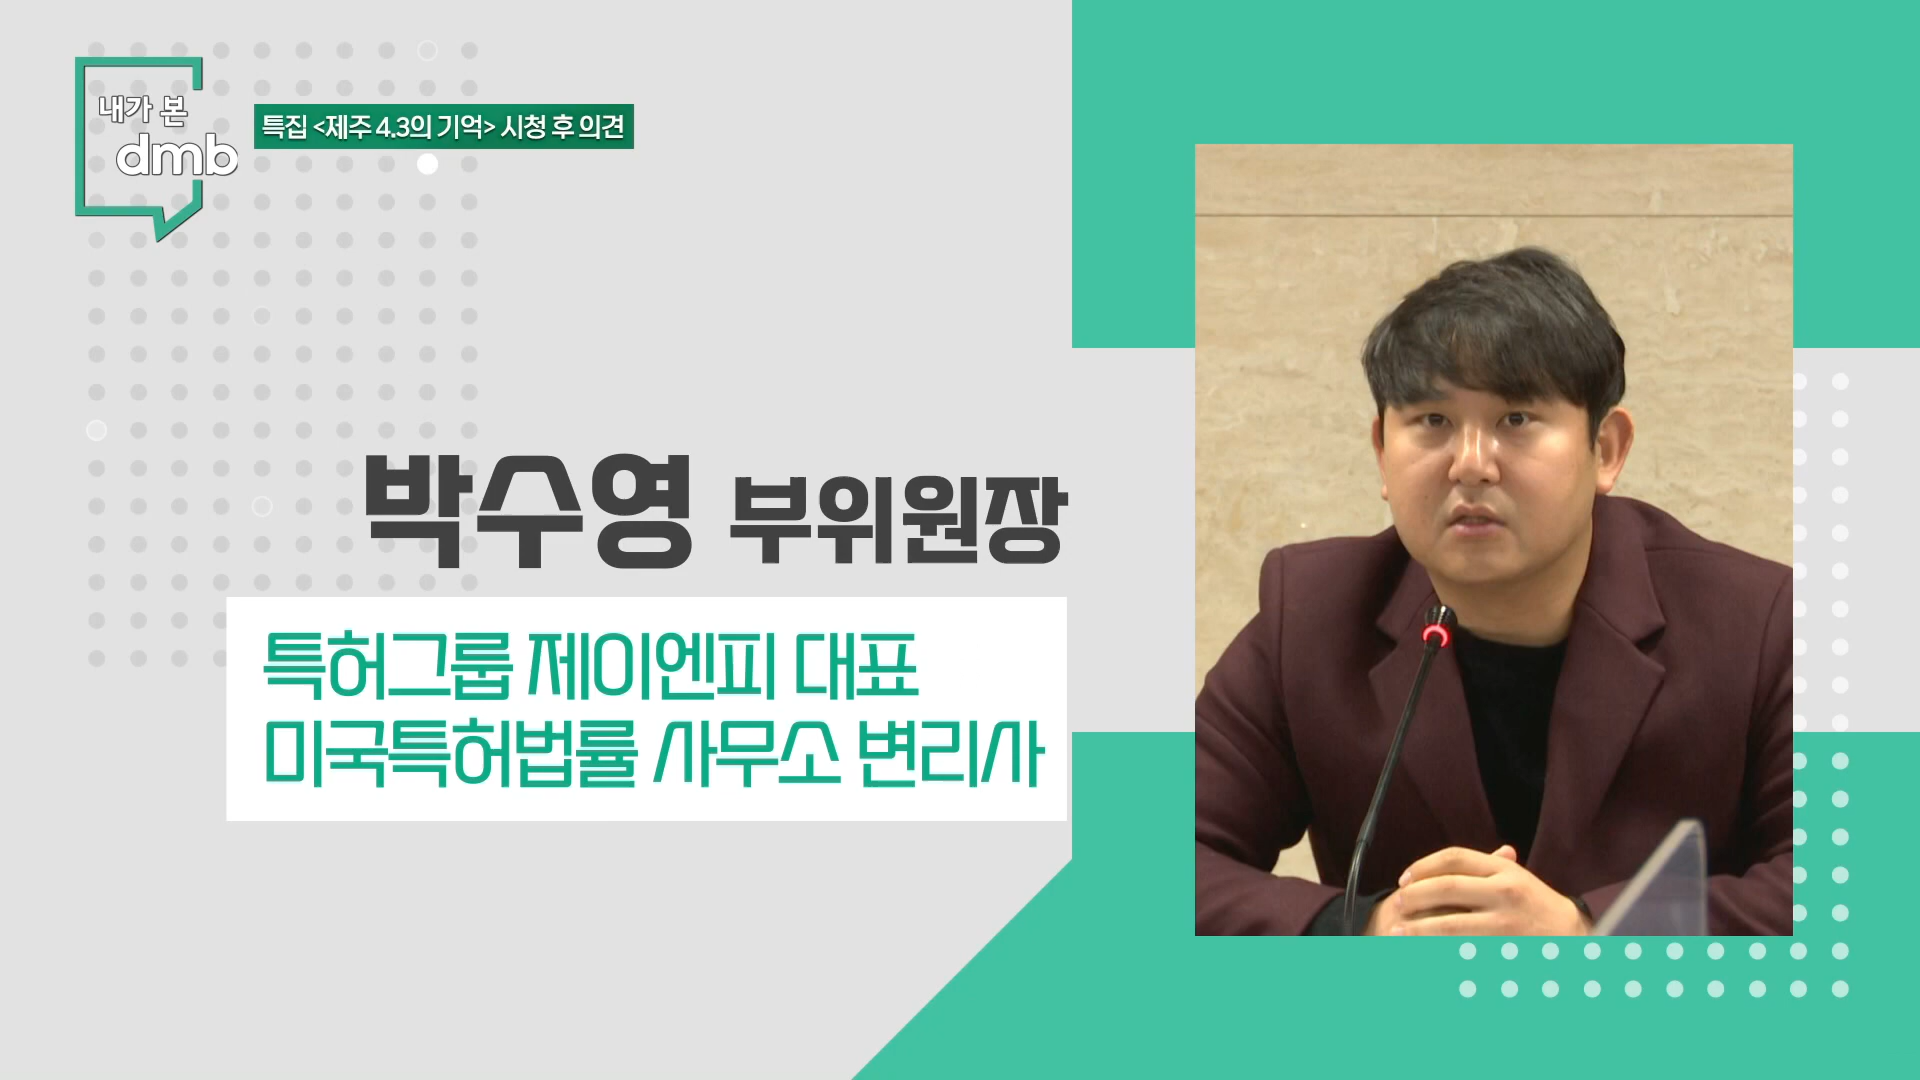 내가 본
dmb
특집 <제주 4.3의 기억> 시청 후 의견
박수영 부위원장
특허그룹 제이엔피 대표
미국특허법률 사무소 변리사